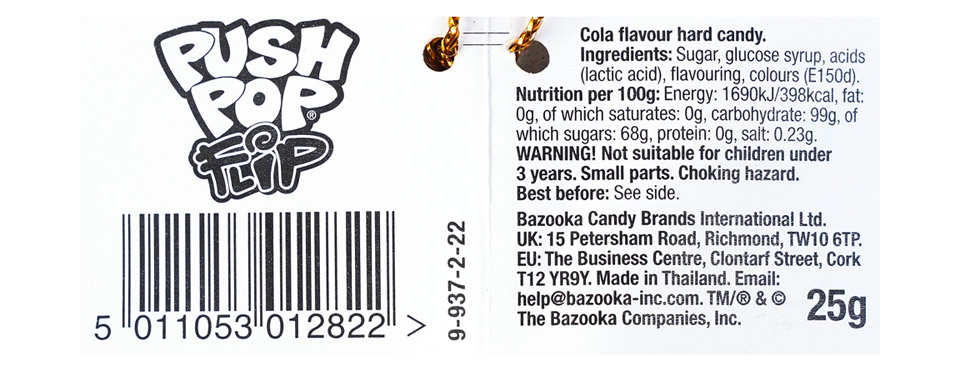 PUSH
POP®
FLIP
5 011053 012822 >
9-937-2-22
Cola flavour hard candy.
Ingredients: Sugar, glucose syrup, acids
(lactic acid), flavouring, colours (E150d).
Nutrition per 100g: Energy: 1690kJ/398kcal, fat:
0g, of which saturates: 0g, carbohydrate: 99g, of
which sugars: 68g, protein: 0g, salt: 0.23g.
WARNING! Not suitable for children under
3 years. Small parts. Choking hazard.
Best before: See side.
Bazooka Candy Brands International Ltd.
UK: 15 Petersham Road, Richmond, TW10 6TP.
EU: The Business Centre, Clontarf Street, Cork
T12 YR9Y. Made in Thailand. Email:
help@bazooka-inc.com. TM/® & ©
The Bazooka Companies, Inc.
25g